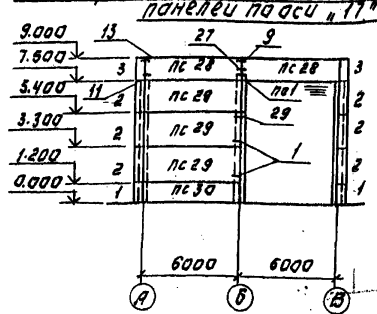 панелей по оси „17"
9.000 13 27 9
7.600 3 пс 28 пс 28 3
5.400 11 пс 29 по1
2 29 2
3.300 2 пс 29 2
1 
1.200 2 пс 29 2
0.000 1 пс 30 1
6000 6000
А Б В